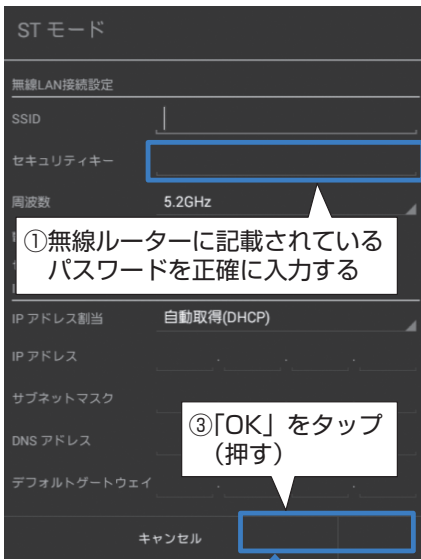 ST モード
無線LAN接続設定
SSID
セキュリティキー
周波数
5.2GHz
①無線ルーターに記載されている
パスワードを正確に入力する
IP アドレス割当
自動取得(DHCP)
IP アドレス
サブネットマスク
③「OK」をタップ
(押す)
DNS アドレス
デフォルトゲートウェイ
キャンセル